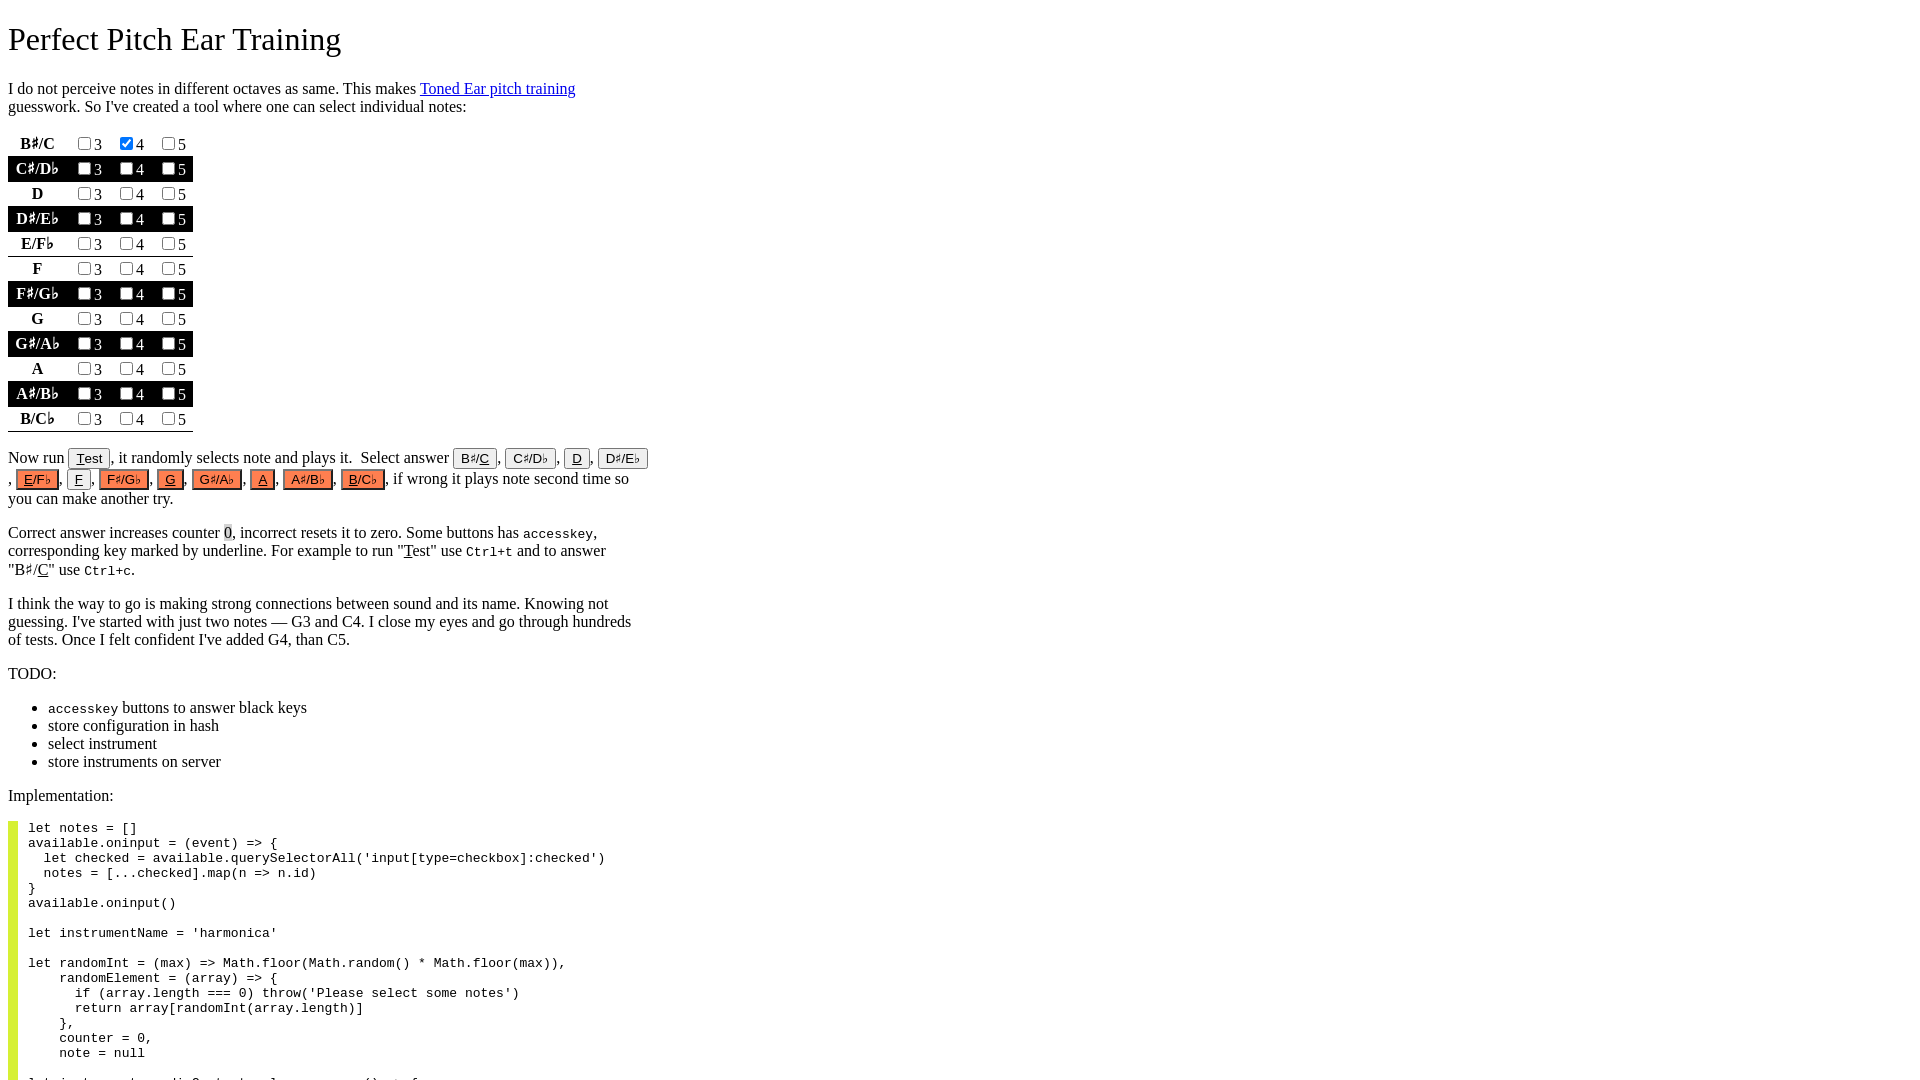 Perfect Pitch Ear Training
I do not perceive notes in different octaves as same. This makes Toned Ear pitch training
guesswork. So I've created a tool where one can select individual notes:
B♯/C 3 4 5
C♯/D♭ 3 4 5
D 3 4 5
D♯/E♭ 3 4 5
E/F♭ 3 4 5
F 3 4 5
F♯/G♭ 3 4 5
G 3 4 5
G♯/A♭ 3 4 5
A 3 4 5
A♯/B♭ 3 4 5
B/C♭ 3 4 5
Now run Test, it randomly selects note and plays it. Select answer B♯/C, C♯/D♭, D, D♯/E♭
, E/F♭, F, F♯/G♭, G, G♯/A♭, A, A♯/B♭, B/C♭, if wrong it plays note second time so
you can make another try.
Correct answer increases counter 0, incorrect resets it to zero. Some buttons has accesskey,
corresponding key marked by underline. For example to run "Test" use Ctrl+t and to answer
"B♯/C" use Ctrl+c.
I think the way to go is making strong connections between sound and its name. Knowing not
guessing. I've started with just two notes — G3 and C4. I close my eyes and go through hundreds
of tests. Once I felt confident I've added G4, than C5.
TODO:
accesskey buttons to answer black keys
store configuration in hash
select instrument
store instruments on server
Implementation:
let notes = []
available.oninput = (event) => {
let checked = available.querySelectorAll('input[type=checkbox]:checked')
notes = [...checked].map(n => n.id)
}
available.oninput()
let instrumentName = 'harmonica'
let randomInt = (max) => Math.floor(Math.random() * Math.floor(max)),
randomElement = (array) => {
if (array.length === 0) throw('Please select some notes')
return array[randomInt(array.length)]
},
counter = 0,
note = null